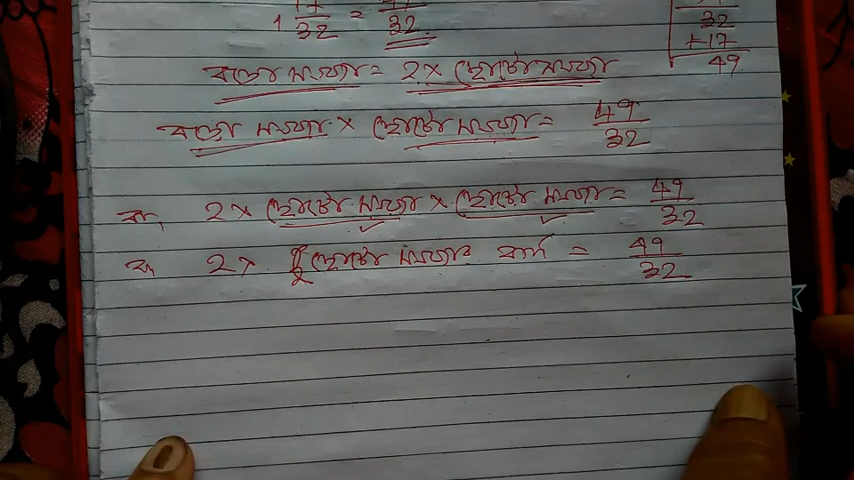 1 17/32 = 49/32
32
+17
49
বড়ো সংখ্যা = 2 × ছোটো সংখ্যা
বড়ো সংখ্যা × ছোটো সংখ্যা = 49/32
বা, 2 × ছোটো সংখ্যা × ছোটো সংখ্যা = 49/32
বা, 2 × ছোটো সংখ্যার বর্গ = 49/32